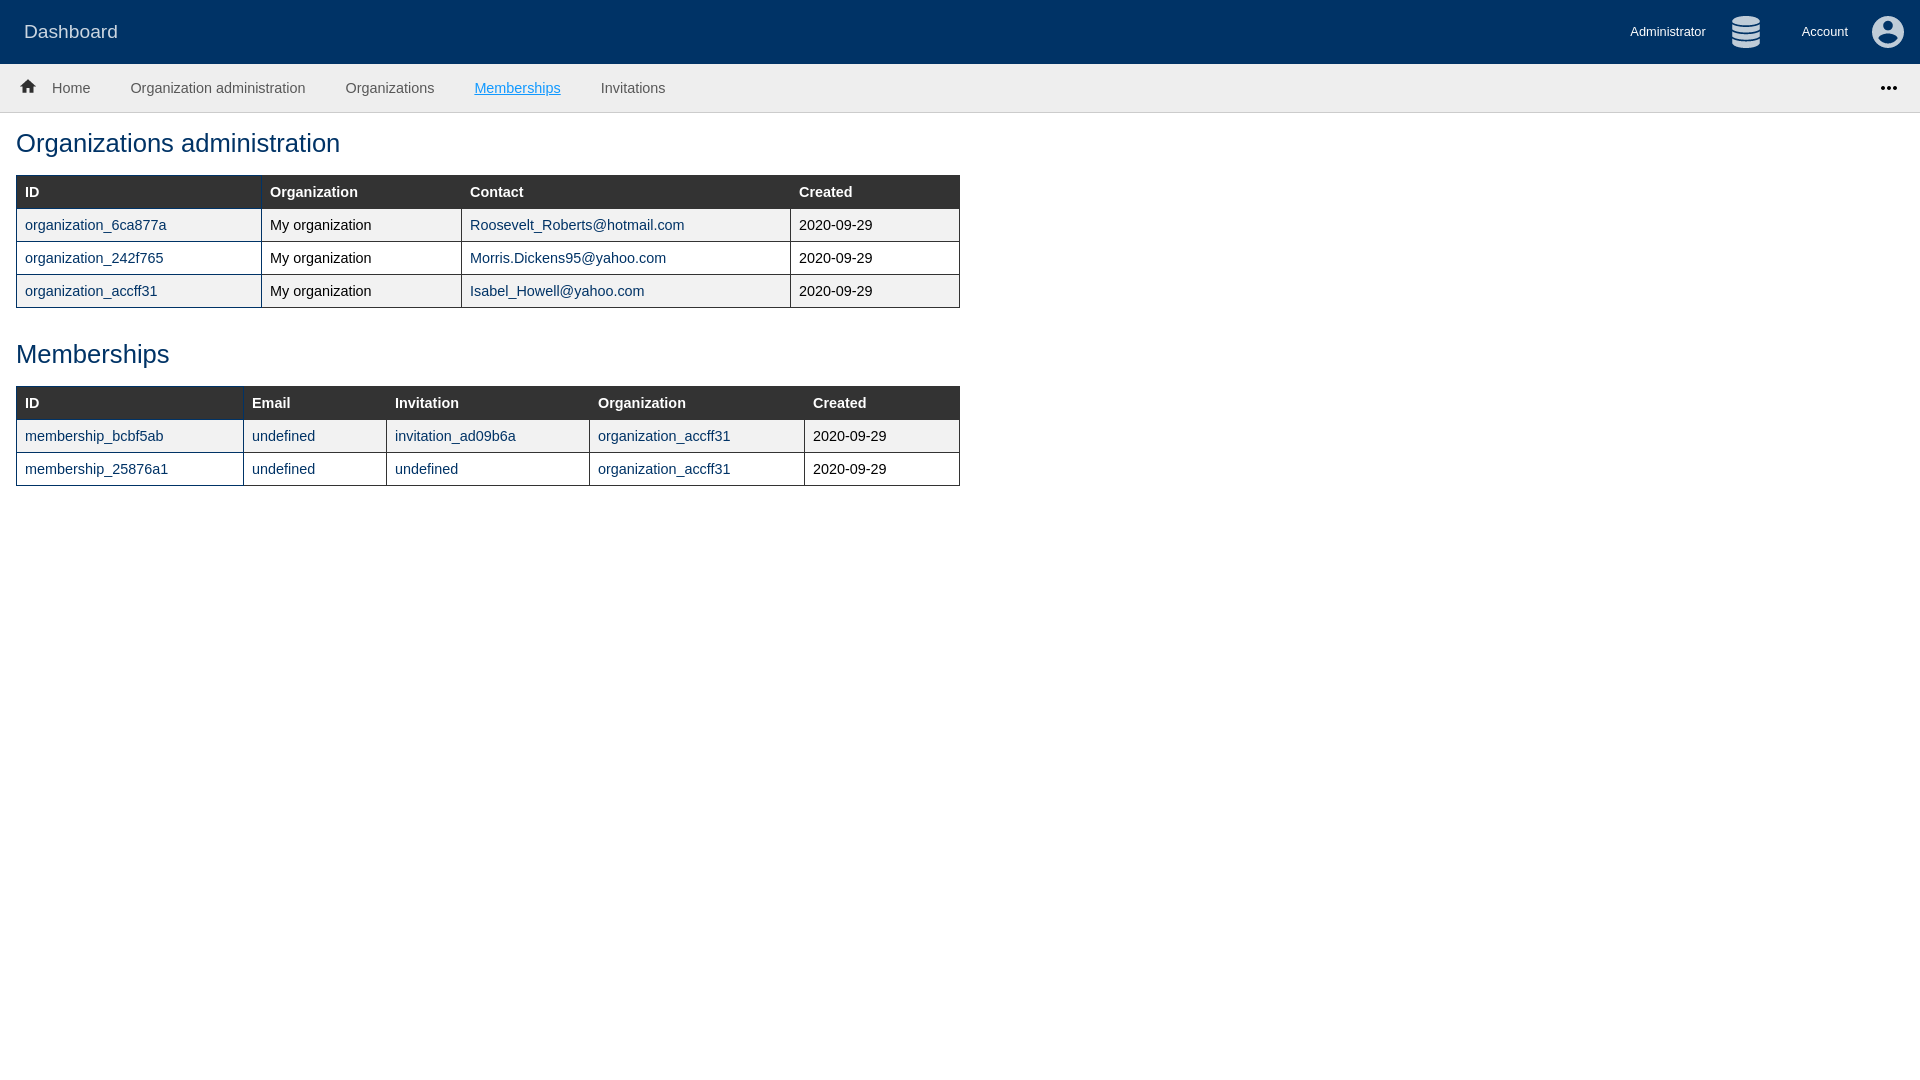 Dashboard
Administrator
Account
Home
Organization administration
Organizations
Memberships
Invitations
Organizations administration
ID Organization Contact Created
organization_6ca877a My organization Roosevelt_Roberts@hotmail.com 2020-09-29
organization_242f765 My organization Morris.Dickens95@yahoo.com 2020-09-29
organization_accff31 My organization Isabel_Howell@yahoo.com 2020-09-29
Memberships
ID Email Invitation Organization Created
membership_bcbf5ab undefined invitation_ad09b6a organization_accff31 2020-09-29
membership_25876a1 undefined undefined organization_accff31 2020-09-29